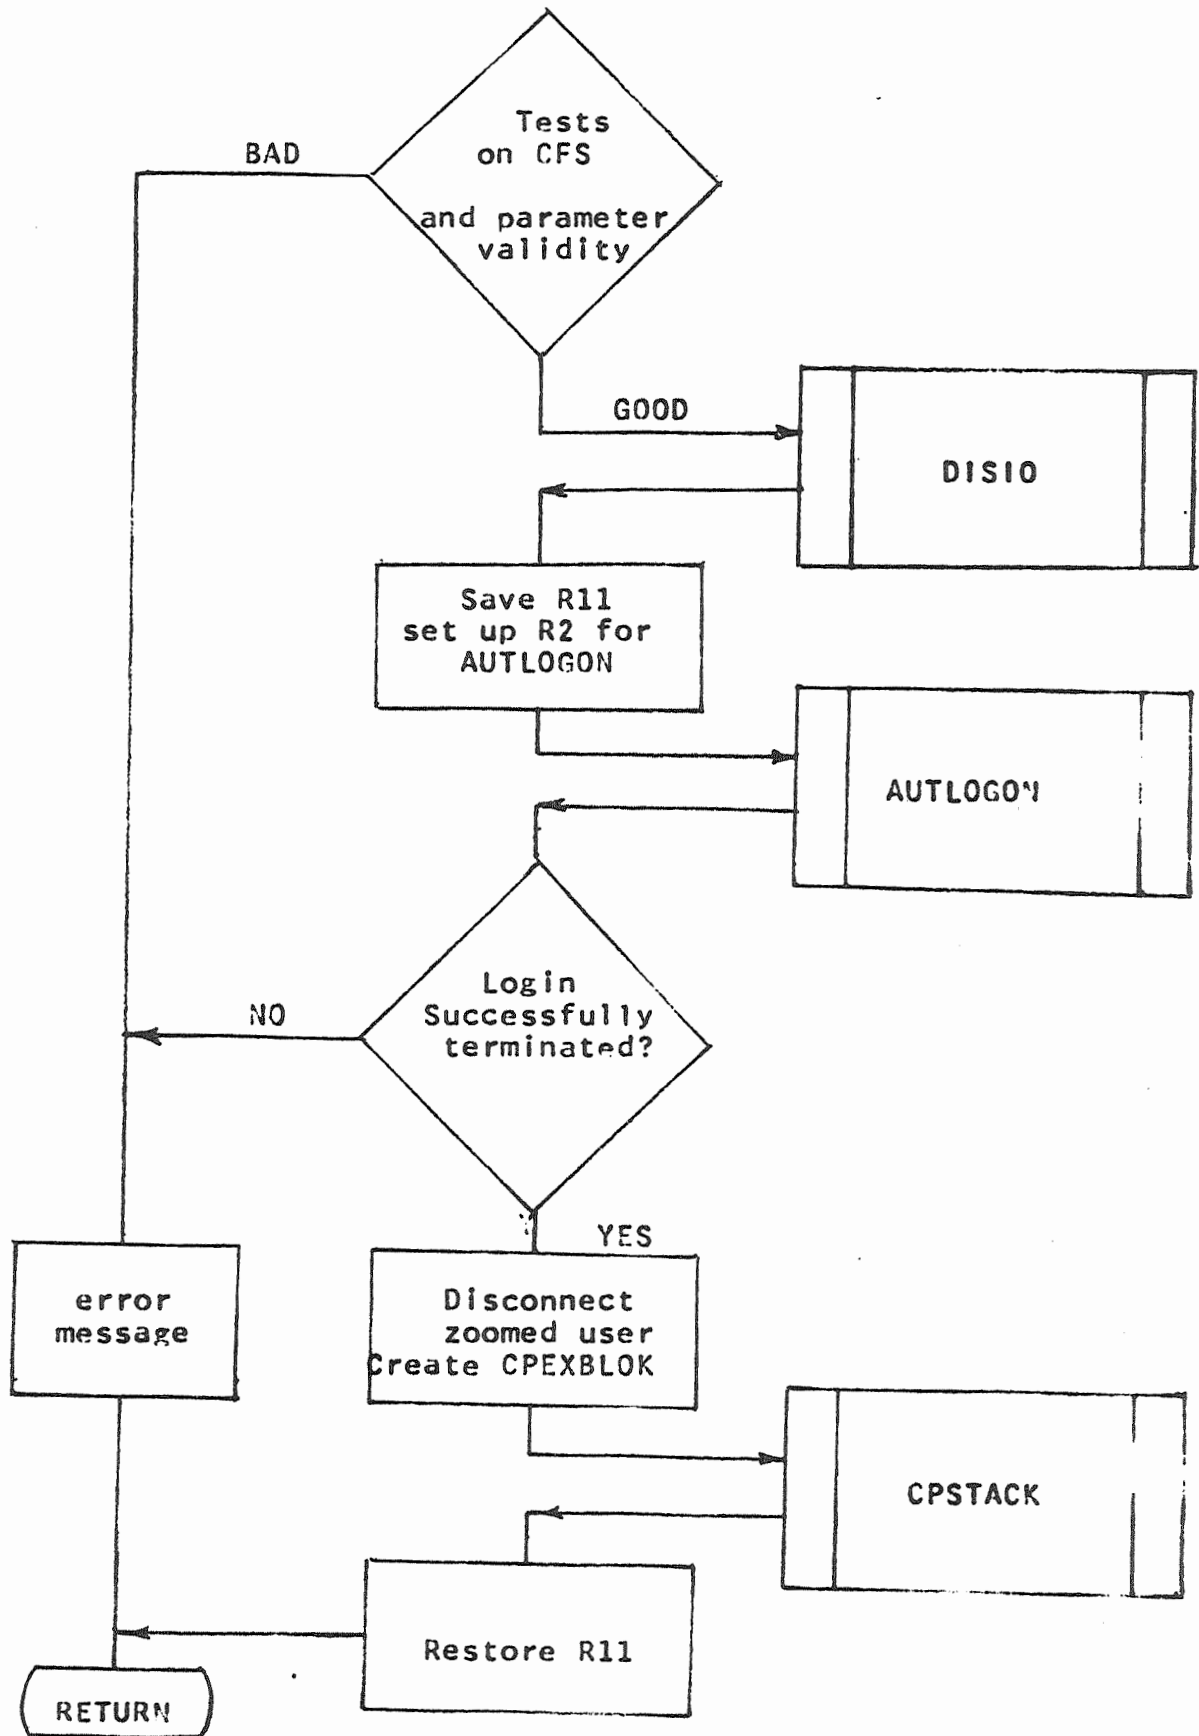 Tests
on CFS
and parameter
validity
BAD
GOOD
DISIO
Save R11
set up R2 for
AUTLOGON
AUTLOGON
Login
Successfully
terminated?
NO
YES
error
message
Disconnect
zoomed user
Create CPEXBLOK
CPSTACK
Restore R11
RETURN